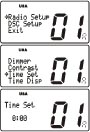 USA
*Radio Setup
DSC Setup
Exit
01
USA
Dimmer
Contrast
*Time Set
Time Disp
01
USA
Time Set
0:00
01